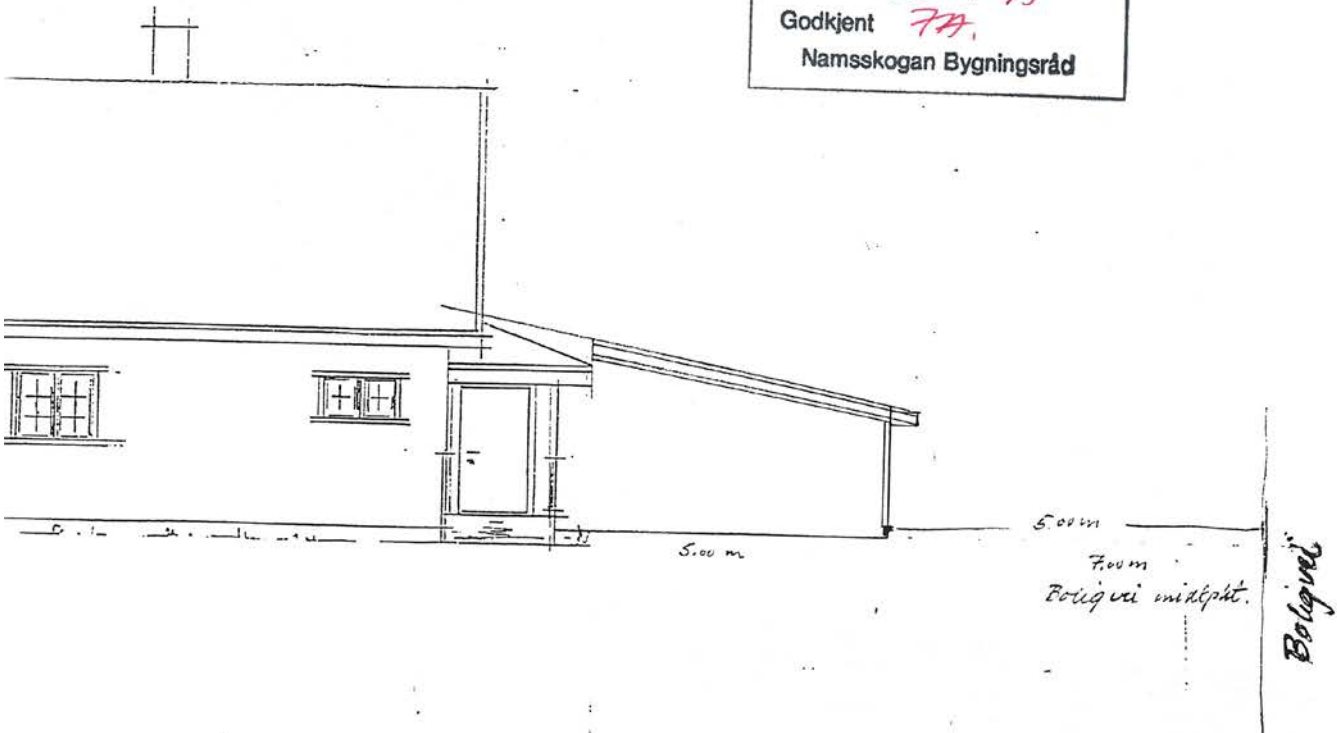 Godkjent
Namsskogan Bygningsråd
5.00 m
5.00 m
7.00 m
Boligvei midtpkt.
Boligvei